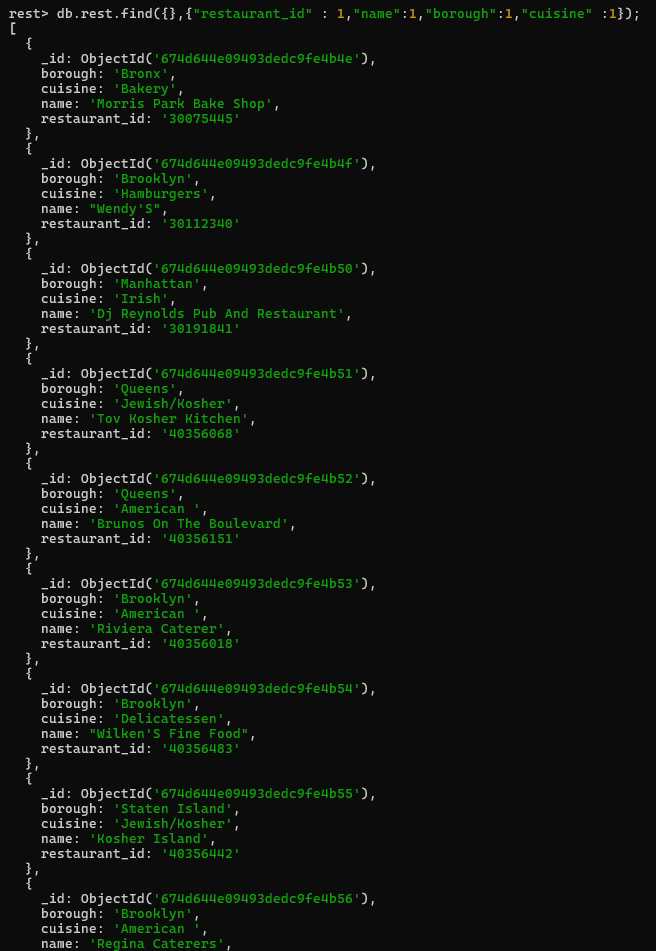 rest> db.rest.find({},{"restaurant_id" : 1,"name":1,"borough":1,"cuisine" :1});
[
  {
    _id: ObjectId('674d644e09493dedc9fe4b4e'),
    borough: 'Bronx',
    cuisine: 'Bakery',
    name: 'Morris Park Bake Shop',
    restaurant_id: '30075445'
  },
  {
    _id: ObjectId('674d644e09493dedc9fe4b4f'),
    borough: 'Brooklyn',
    cuisine: 'Hamburgers',
    name: "Wendy'S",
    restaurant_id: '30112340'
  },
  {
    _id: ObjectId('674d644e09493dedc9fe4b50'),
    borough: 'Manhattan',
    cuisine: 'Irish',
    name: 'Dj Reynolds Pub And Restaurant',
    restaurant_id: '30191841'
  },
  {
    _id: ObjectId('674d644e09493dedc9fe4b51'),
    borough: 'Queens',
    cuisine: 'Jewish/Kosher',
    name: 'Tov Kosher Kitchen',
    restaurant_id: '40356068'
  },
  {
    _id: ObjectId('674d644e09493dedc9fe4b52'),
    borough: 'Queens',
    cuisine: 'American ',
    name: 'Brunos On The Boulevard',
    restaurant_id: '40356151'
  },
  {
    _id: ObjectId('674d644e09493dedc9fe4b53'),
    borough: 'Brooklyn',
    cuisine: 'American ',
    name: 'Riviera Caterer',
    restaurant_id: '40356018'
  },
  {
    _id: ObjectId('674d644e09493dedc9fe4b54'),
    borough: 'Brooklyn',
    cuisine: 'Delicatessen',
    name: "Wilken'S Fine Food",
    restaurant_id: '40356483'
  },
  {
    _id: ObjectId('674d644e09493dedc9fe4b55'),
    borough: 'Staten Island',
    cuisine: 'Jewish/Kosher',
    name: 'Kosher Island',
    restaurant_id: '40356442'
  },
  {
    _id: ObjectId('674d644e09493dedc9fe4b56'),
    borough: 'Brooklyn',
    cuisine: 'American ',
    name: 'Regina Caterers',